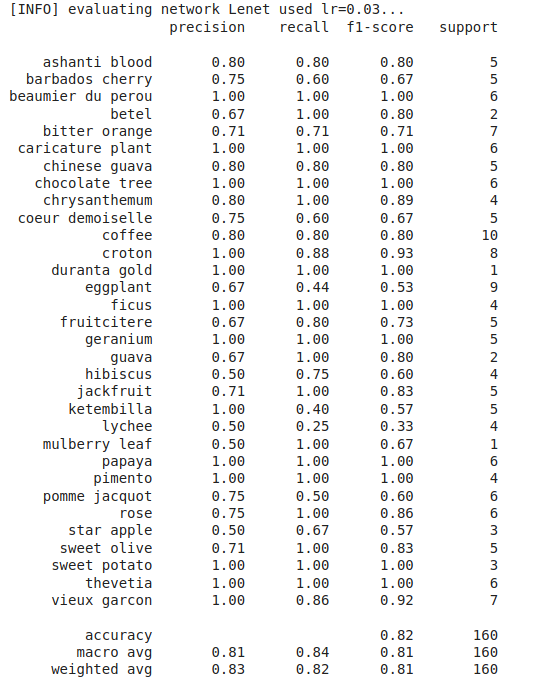 [INFO] evaluating network Lenet used lr=0.03...
precision recall f1-score support
ashanti blood 0.80 0.80 0.80 5
barbados cherry 0.75 0.60 0.67 5
beaumier du perou 1.00 1.00 1.00 6
betel 0.67 1.00 0.80 2
bitter orange 0.71 0.71 0.71 7
caricature plant 1.00 1.00 1.00 6
chinese guava 0.80 0.80 0.80 5
chocolate tree 1.00 1.00 1.00 6
chrysanthemum 0.80 1.00 0.89 4
coeur demoiselle 0.75 0.60 0.67 5
coffee 0.80 0.80 0.80 10
croton 1.00 0.88 0.93 8
duranta gold 1.00 1.00 1.00 1
eggplant 0.67 0.44 0.53 9
ficus 1.00 1.00 1.00 4
fruitcitere 0.67 0.80 0.73 5
geranium 1.00 1.00 1.00 5
guava 0.67 1.00 0.80 2
hibiscus 0.50 0.75 0.60 4
jackfruit 0.71 1.00 0.83 5
ketembilla 1.00 0.40 0.57 5
lychee 0.50 0.25 0.33 4
mulberry leaf 0.50 1.00 0.67 1
papaya 1.00 1.00 1.00 6
pimento 1.00 1.00 1.00 4
pomme jacquot 0.75 0.50 0.60 6
rose 0.75 1.00 0.86 6
star apple 0.50 0.67 0.57 3
sweet olive 0.71 1.00 0.83 5
sweet potato 1.00 1.00 1.00 3
thevetia 1.00 1.00 1.00 6
vieux garcon 1.00 0.86 0.92 7
accuracy 0.82 160
macro avg 0.81 0.84 0.81 160
weighted avg 0.83 0.82 0.81 160